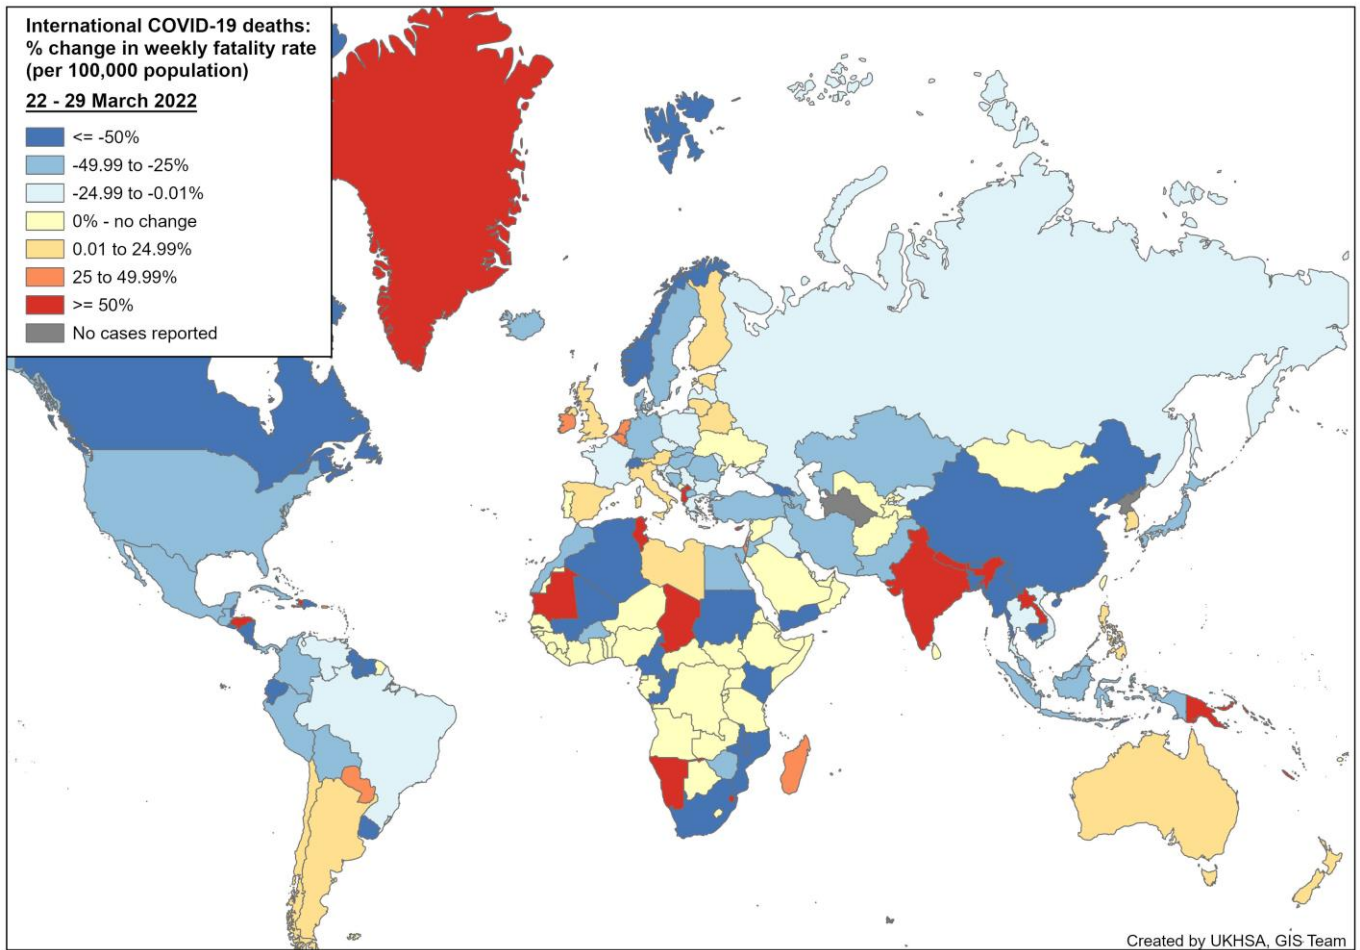 International COVID-19 deaths:
% change in weekly fatality rate
(per 100,000 population)
22 - 29 March 2022
<= -50%
-49.99 to -25%
-24.99 to -0.01%
0% - no change
0.01 to 24.99%
25 to 49.99%
>= 50%
No cases reported
Created by UKHSA, GIS Team